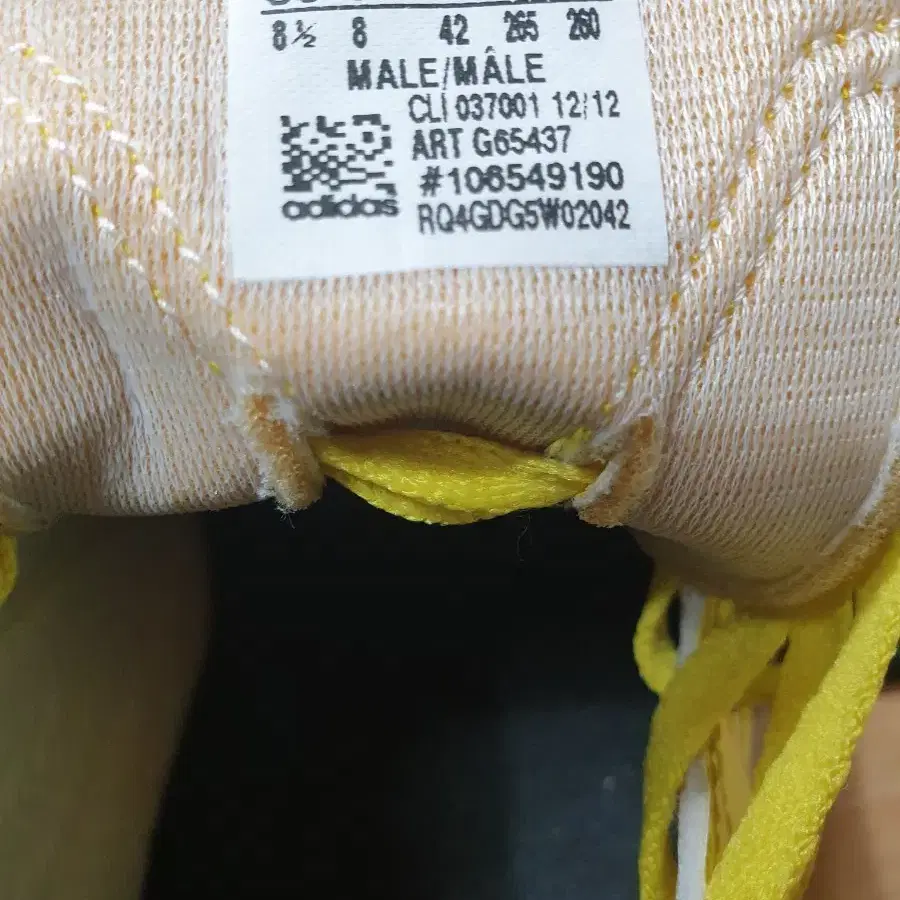 8½ 8 42 265 260
MALE/MÂLE
CLI 037001 12/12
ART G65437
#106549190
adidas
RQ4GDG5W02042